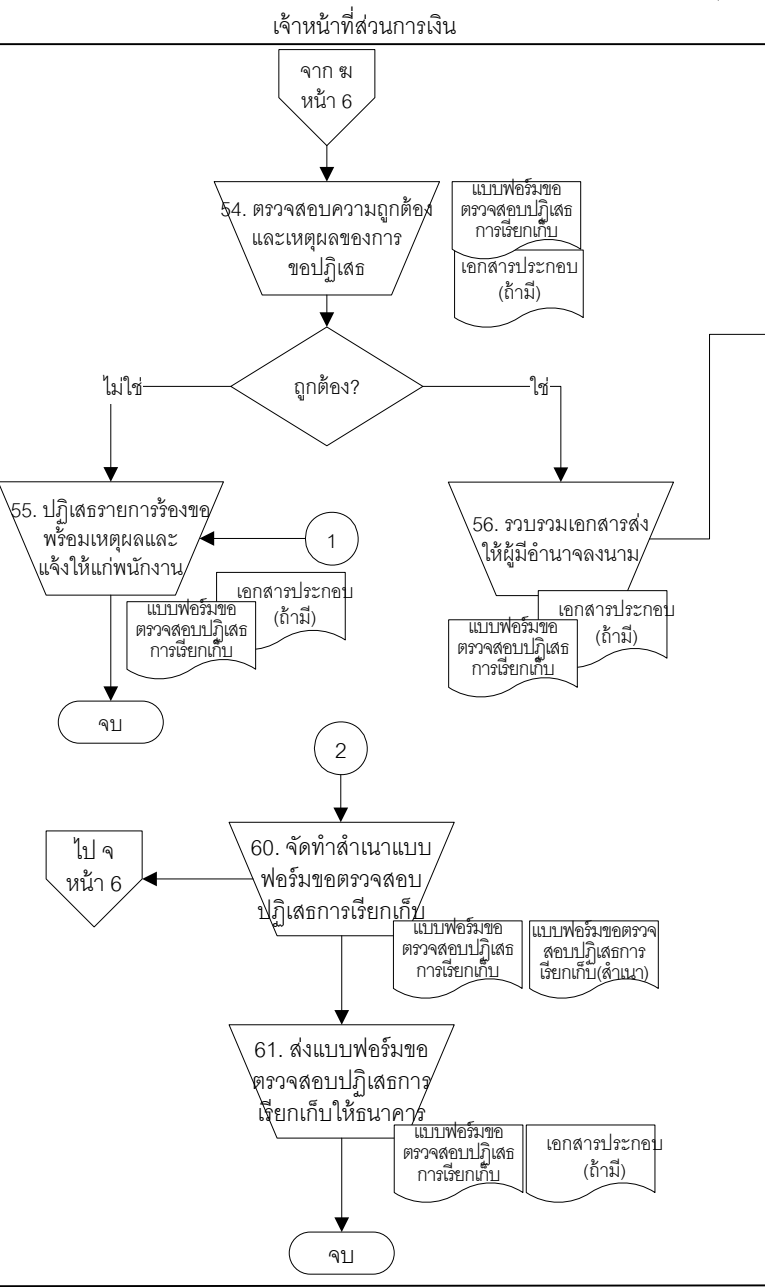 เจ้าหน้าที่ส่วนการเงิน
จาก ฆ
หน้า 6
54. ตรวจสอบความถูกต้อง
และเหตุผลของการ
ขอปฏิเสธ
แบบฟอร์มขอ
ตรวจสอบปฏิเสธ
การเรียกเก็บ
เอกสารประกอบ
(ถ้ามี)
ถูกต้อง?
ไม่ใช่
ใช่
55. ปฏิเสธรายการร้องขอ
พร้อมเหตุผลและ
แจ้งให้แก่พนักงาน
1
เอกสารประกอบ
(ถ้ามี)
แบบฟอร์มขอ
ตรวจสอบปฏิเสธ
การเรียกเก็บ
จบ
56. รวบรวมเอกสารส่ง
ให้ผู้มีอำนาจลงนาม
เอกสารประกอบ
(ถ้ามี)
แบบฟอร์มขอ
ตรวจสอบปฏิเสธ
การเรียกเก็บ
2
60. จัดทำสำเนาแบบ
ฟอร์มขอตรวจสอบ
ปฏิเสธการเรียกเก็บ
ไป จ
หน้า 6
แบบฟอร์มขอ
ตรวจสอบปฏิเสธ
การเรียกเก็บ
แบบฟอร์มขอตรวจ
สอบปฏิเสธการ
เรียกเก็บ(สำเนา)
61. ส่งแบบฟอร์มขอ
ตรวจสอบปฏิเสธการ
เรียกเก็บให้ธนาคาร
แบบฟอร์มขอ
ตรวจสอบปฏิเสธ
การเรียกเก็บ
เอกสารประกอบ
(ถ้ามี)
จบ